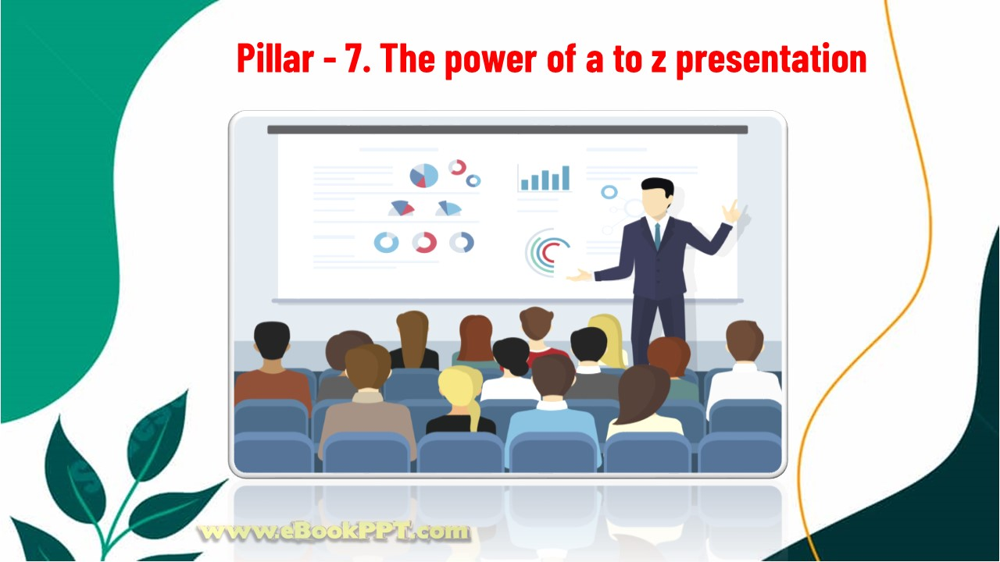 Pillar - 7. The power of a to z presentation
www.eBookPPT.com